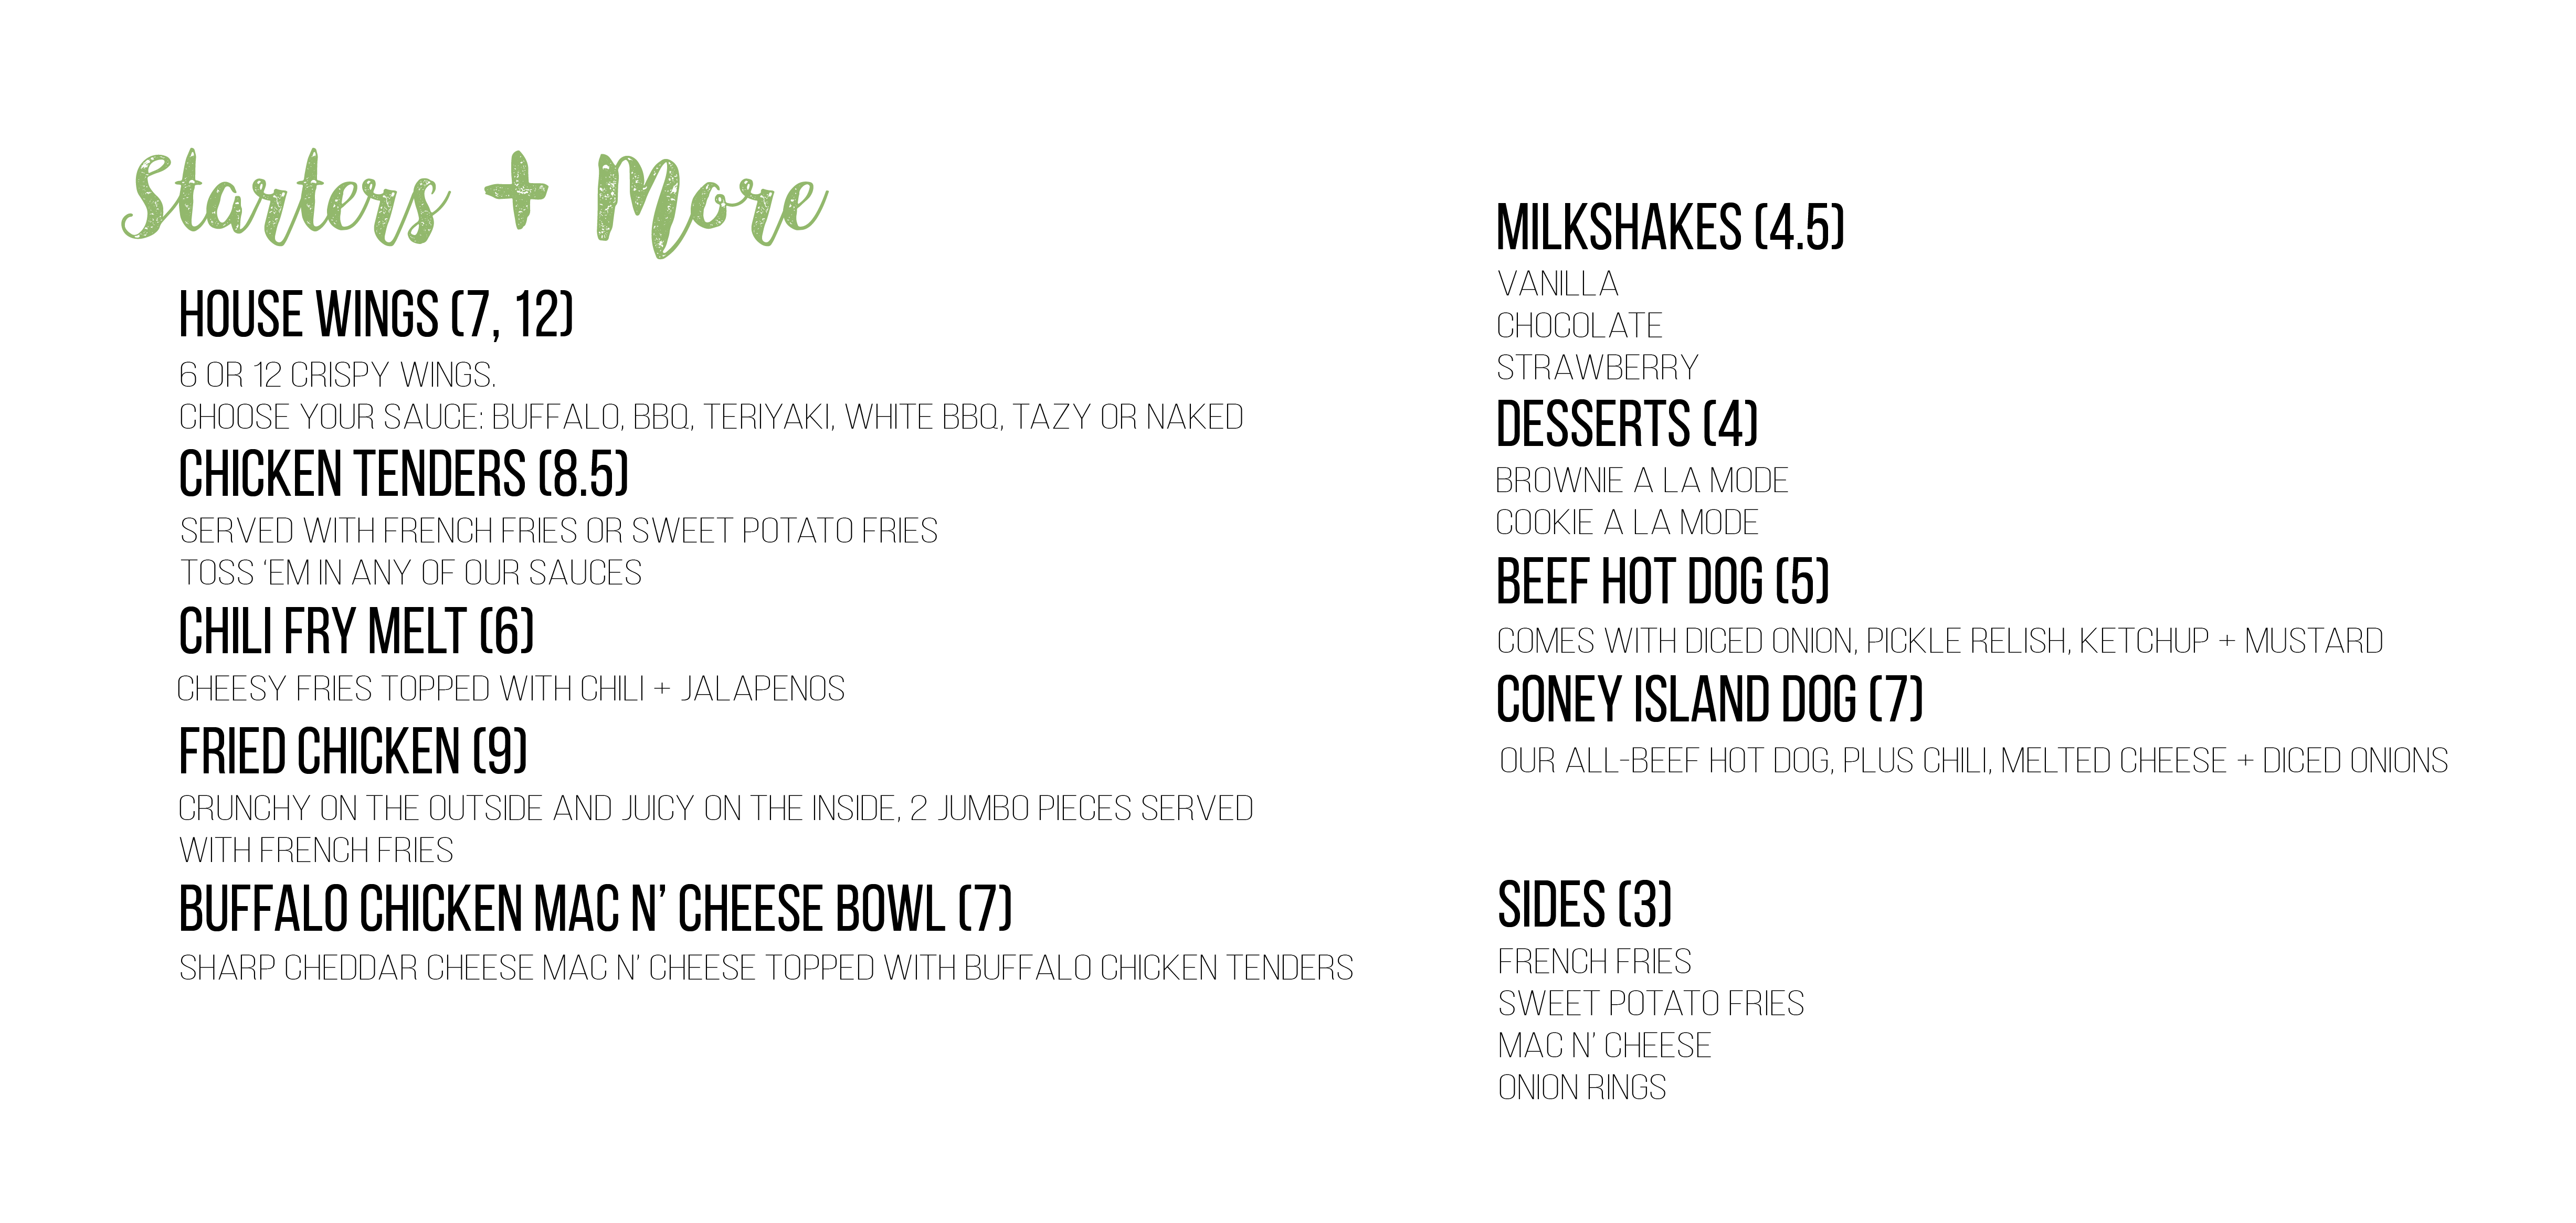 Starters + More
HOUSE WINGS (7, 12)
6 OR 12 CRISPY WINGS.
CHOOSE YOUR SAUCE: BUFFALO, BBQ, TERIYAKI, WHITE BBQ, TAZY OR NAKED
CHICKEN TENDERS (8.5)
SERVED WITH FRENCH FRIES OR SWEET POTATO FRIES
TOSS ‘EM IN ANY OF OUR SAUCES
CHILI FRY MELT (6)
CHEESY FRIES TOPPED WITH CHILI + JALAPENOS
FRIED CHICKEN (9)
CRUNCHY ON THE OUTSIDE AND JUICY ON THE INSIDE, 2 JUMBO PIECES SERVED
WITH FRENCH FRIES
BUFFALO CHICKEN MAC N’ CHEESE BOWL (7)
SHARP CHEDDAR CHEESE MAC N’ CHEESE TOPPED WITH BUFFALO CHICKEN TENDERS
MILKSHAKES (4.5)
VANILLA
CHOCOLATE
STRAWBERRY
DESSERTS (4)
BROWNIE A LA MODE
COOKIE A LA MODE
BEEF HOT DOG (5)
COMES WITH DICED ONION, PICKLE RELISH, KETCHUP + MUSTARD
CONEY ISLAND DOG (7)
OUR ALL-BEEF HOT DOG, PLUS CHILI, MELTED CHEESE + DICED ONIONS
SIDES (3)
FRENCH FRIES
SWEET POTATO FRIES
MAC N’ CHEESE
ONION RINGS